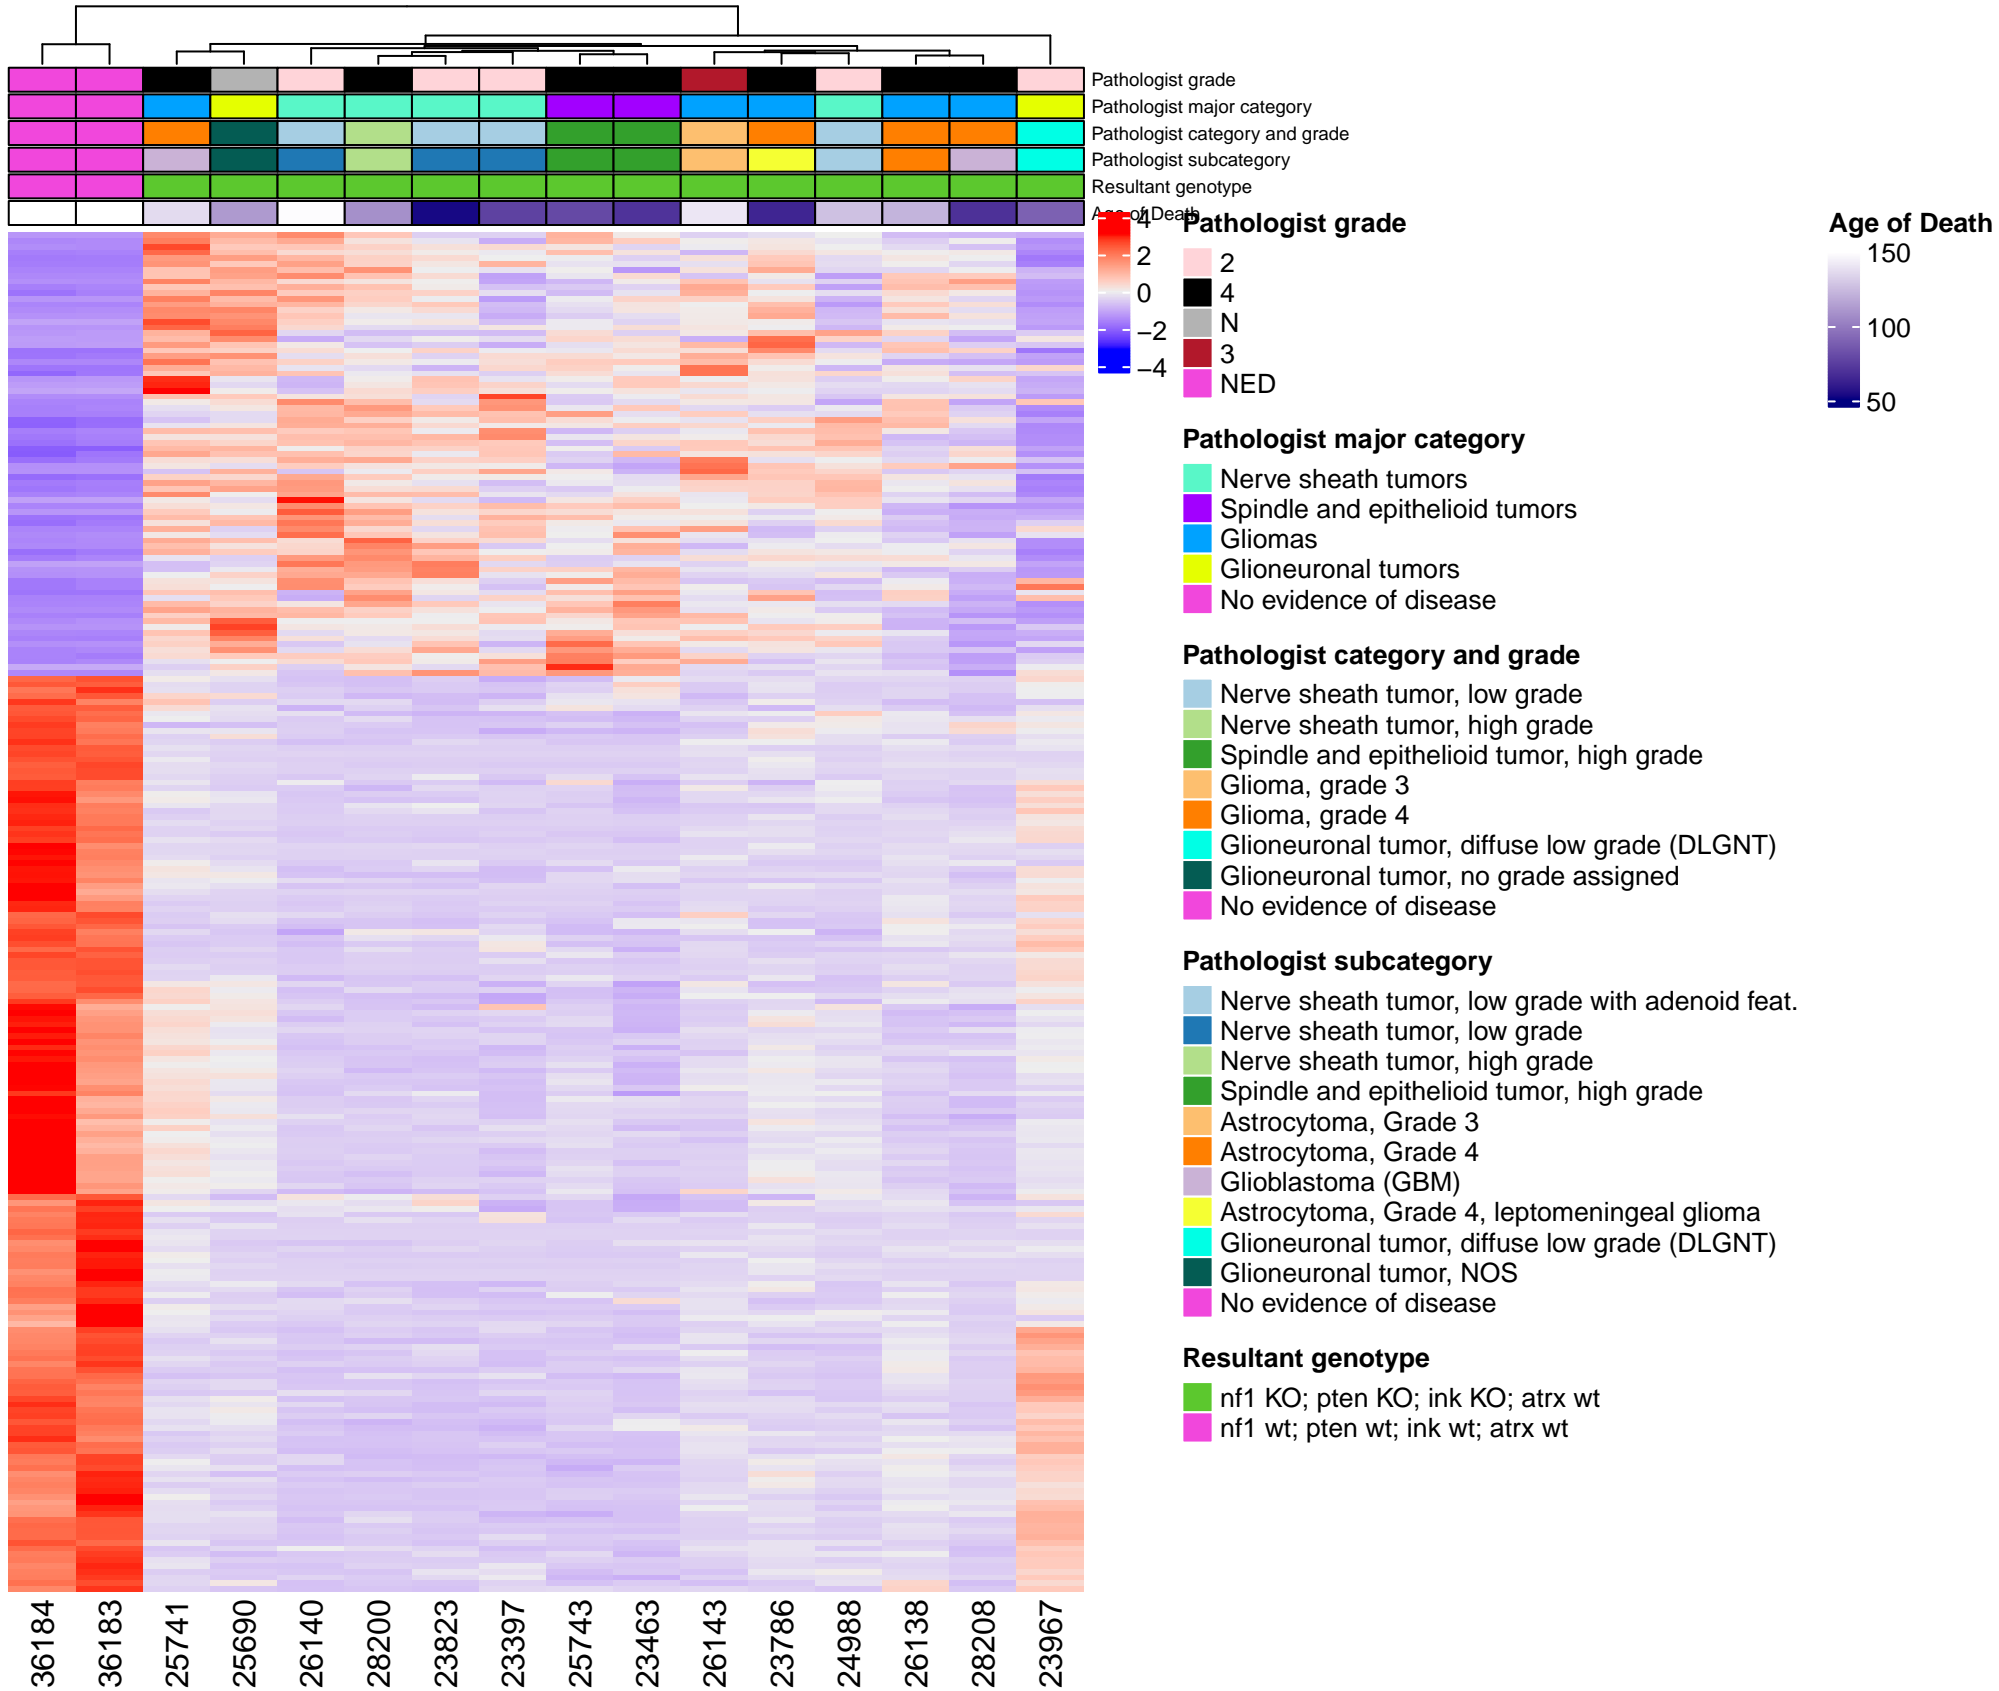 Pathologist grade
Pathologist major category
Pathologist category and grade
Pathologist subcategory
Resultant genotype
Age of Death
4
2
0
−2
−4
Pathologist grade
2
4
N
3
NED
Pathologist major category
Nerve sheath tumors
Spindle and epithelioid tumors
Gliomas
Glioneuronal tumors
No evidence of disease
Pathologist category and grade
Nerve sheath tumor, low grade
Nerve sheath tumor, high grade
Spindle and epithelioid tumor, high grade
Glioma, grade 3
Glioma, grade 4
Glioneuronal tumor, diffuse low grade (DLGNT)
Glioneuronal tumor, no grade assigned
No evidence of disease
Pathologist subcategory
Nerve sheath tumor, low grade with adenoid feat.
Nerve sheath tumor, low grade
Nerve sheath tumor, high grade
Spindle and epithelioid tumor, high grade
Astrocytoma, Grade 3
Astrocytoma, Grade 4
Glioblastoma (GBM)
Astrocytoma, Grade 4, leptomeningeal glioma
Glioneuronal tumor, diffuse low grade (DLGNT)
Glioneuronal tumor, NOS
No evidence of disease
Resultant genotype
nf1 KO; pten KO; ink KO; atrx wt
nf1 wt; pten wt; ink wt; atrx wt
Age of Death
150
100
50
36184
36183
25741
25690
26140
28200
23823
23397
25743
23463
26143
23786
24988
26138
28208
23967